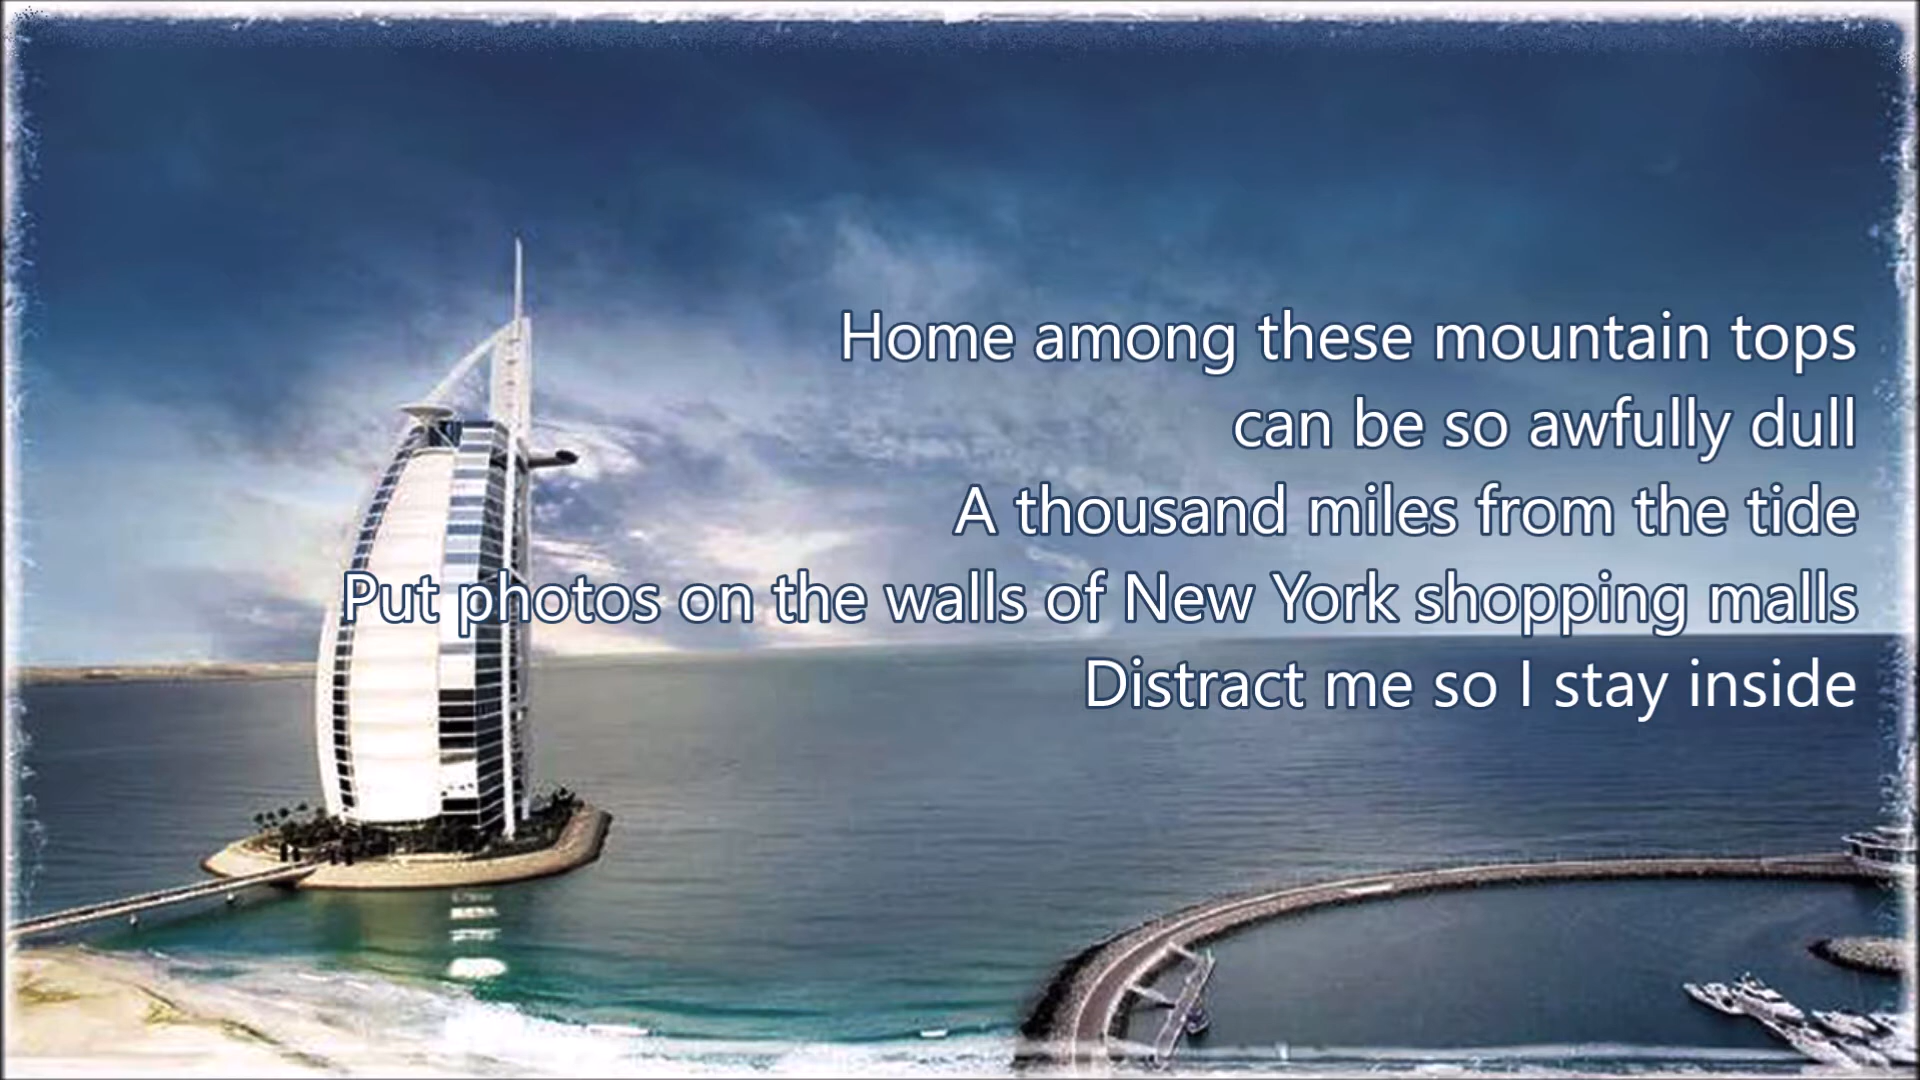 Home among these mountain tops
can be so awfully dull
A thousand miles from the tide
Put photos on the walls of New York shopping malls
Distract me so I stay inside